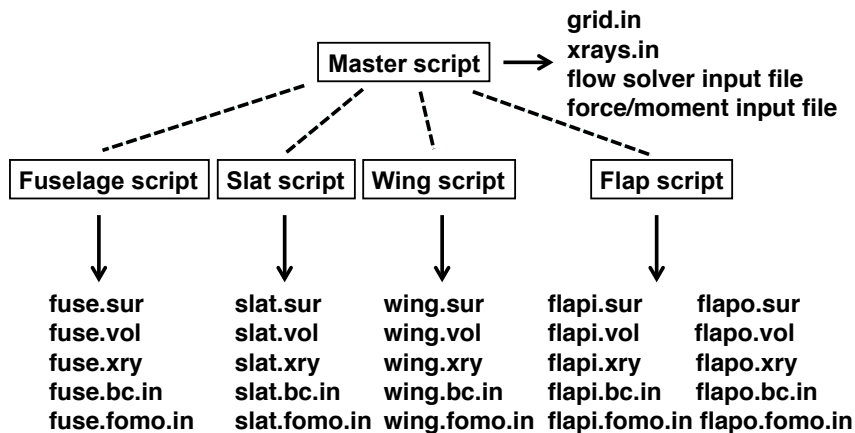 grid.in
xrays.in
Master script
flow solver input file
force/moment input file
Fuselage script
Slat script
Wing script
Flap script
fuse.sur slat.sur wing.sur flapi.sur flapo.sur
fuse.vol slat.vol wing.vol flapi.vol flapo.vol
fuse.xry slat.xry wing.xry flapi.xry flapo.xry
fuse.bc.in slat.bc.in wing.bc.in flapi.bc.in flapo.bc.in
fuse.fomo.in slat.fomo.in wing.fomo.in flapi.fomo.in flapo.fomo.in